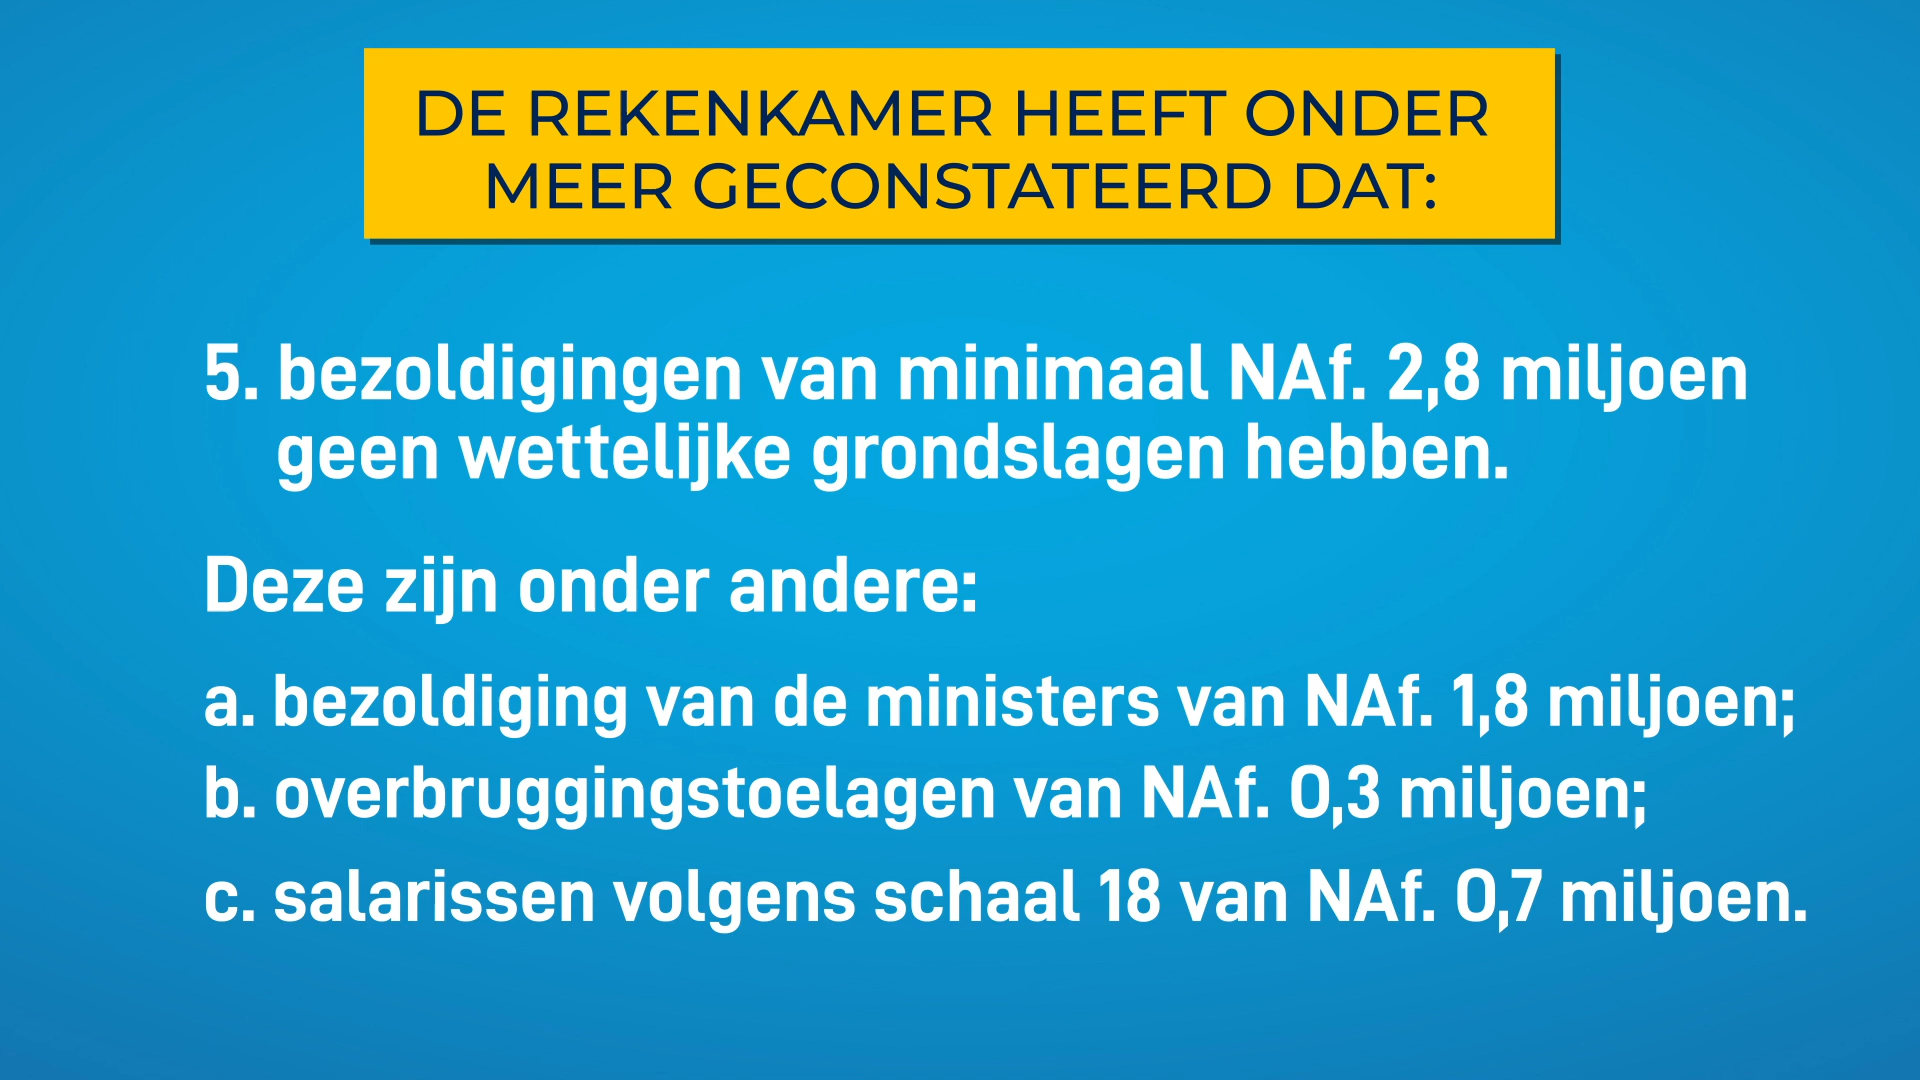 DE REKENKAMER HEEFT ONDER
MEER GECONSTATEERD DAT:
5. bezoldigingen van minimaal NAf. 2,8 miljoen
geen wettelijke grondslagen hebben.
Deze zijn onder andere:
a. bezoldiging van de ministers van NAf. 1,8 miljoen;
b. overbruggingstoelagen van NAf. 0,3 miljoen;
c. salarissen volgens schaal 18 van NAf. 0,7 miljoen.